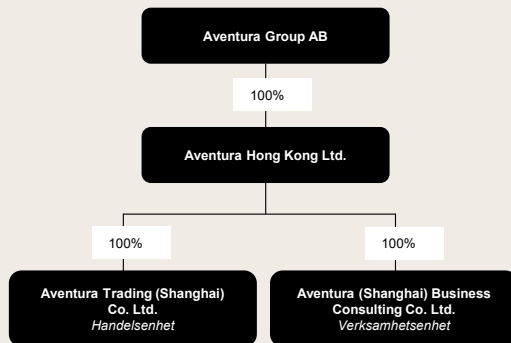 Aventura Group AB
100%
Aventura Hong Kong Ltd.
100%
100%
Aventura Trading (Shanghai)
Co. Ltd.
Handelsenhet
Aventura (Shanghai) Business
Consulting Co. Ltd.
Verksamhetsenhet